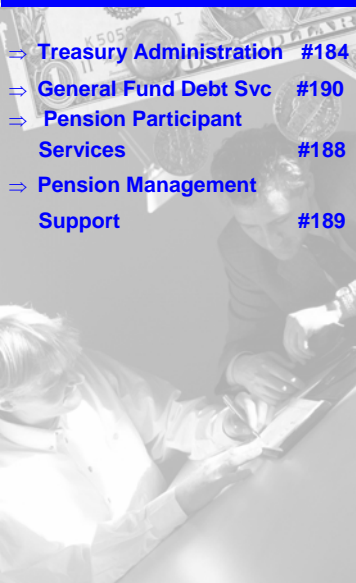 ⇒ Treasury Administration #184
⇒ General Fund Debt Svc #190
⇒ Pension Participant
Services #188
⇒ Pension Management
Support #189